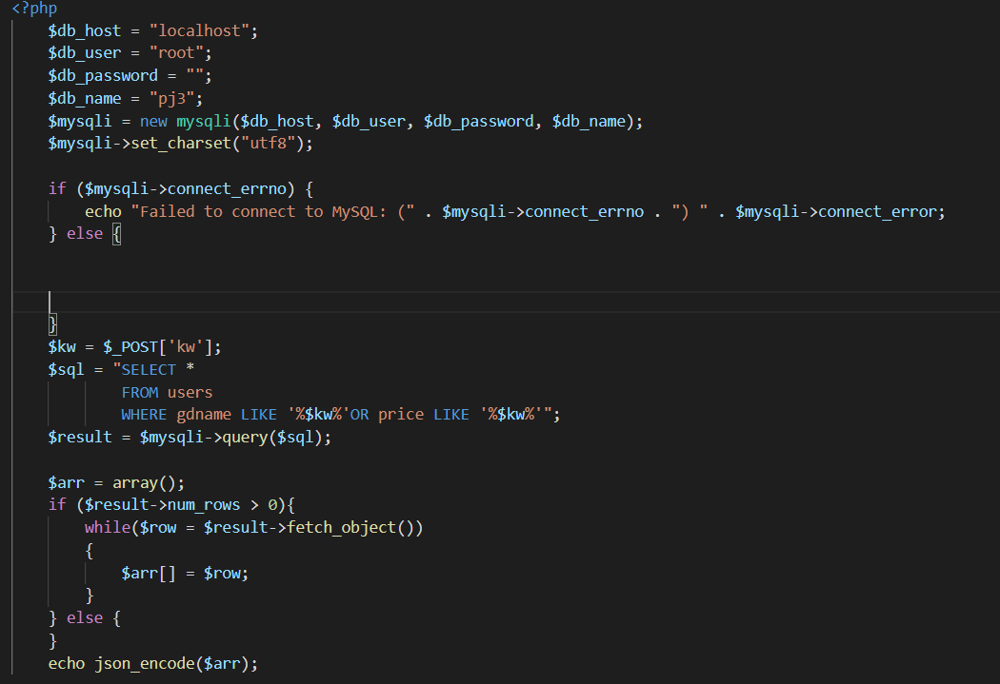 <?php
$db_host = "localhost";
$db_user = "root";
$db_password = "";
$db_name = "pj3";
$mysqli = new mysqli($db_host, $db_user, $db_password, $db_name);
$mysqli->set_charset("utf8");
if ($mysqli->connect_errno) {
echo "Failed to connect to MySQL: (" . $mysqli->connect_errno . ") " . $mysqli->connect_error;
} else {
}
$kw = $_POST['kw'];
$sql = "SELECT *
FROM users
WHERE gdname LIKE '%$kw%'OR price LIKE '%$kw%'";
$result = $mysqli->query($sql);
$arr = array();
if ($result->num_rows > 0){
while($row = $result->fetch_object())
{
$arr[] = $row;
}
} else {
}
echo json_encode($arr);